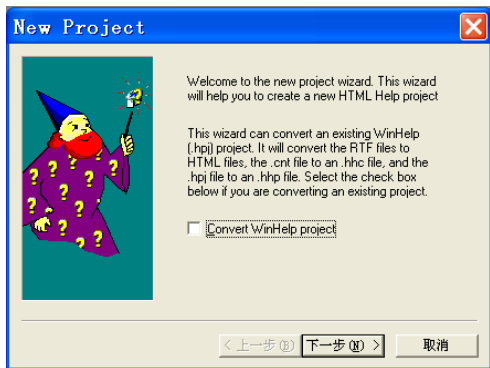 New Project
Welcome to the new project wizard. This wizard
will help you to create a new HTML Help project
This wizard can convert an existing WinHelp
(.hpj) project. It will convert the RTF files to
HTML files, the .cnt file to an .hhc file, and the
.hpj file to an .hhp file. Select the check box
below if you are converting an existing project.
Convert WinHelp project
< 上一步 (B) 下一步 (N) > 取消